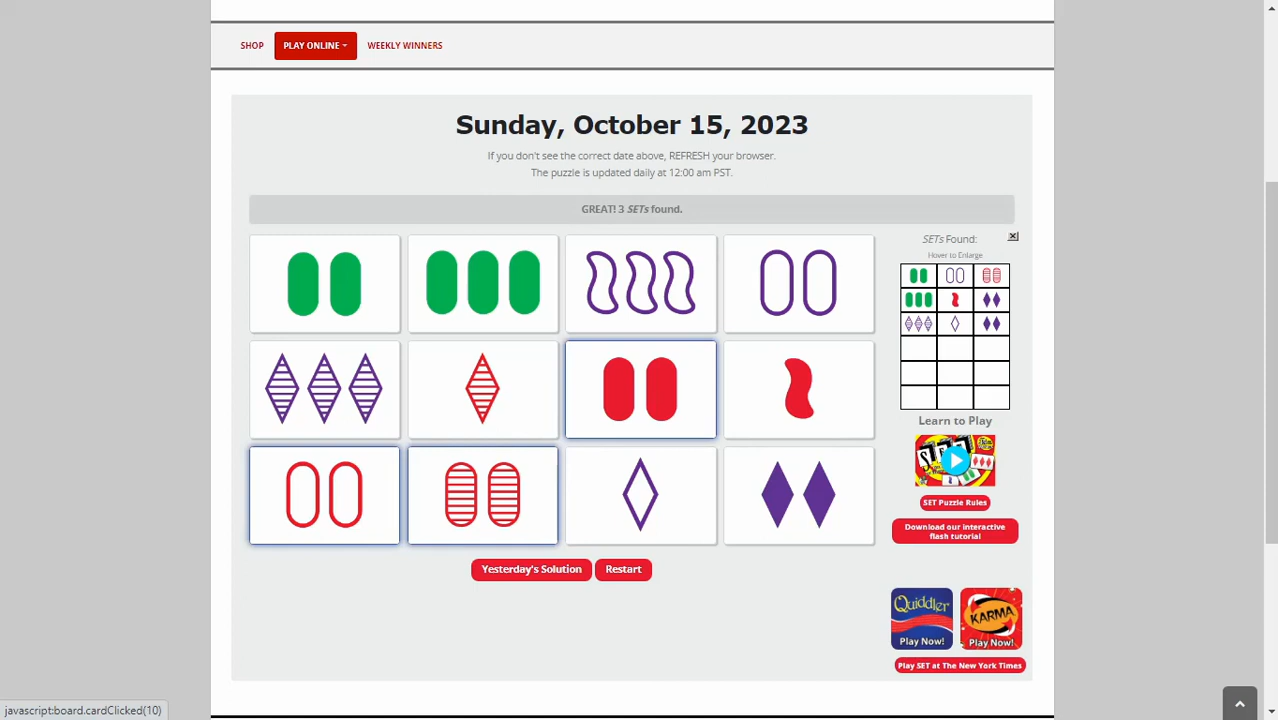 SHOP
PLAY ONLINE
WEEKLY WINNERS
Sunday, October 15, 2023
If you don't see the correct date above, REFRESH your browser.
The puzzle is updated daily at 12:00 am PST.
GREAT! 3 SETs found.
SETs Found:
Hover to Enlarge
Learn to Play
SET
SET Puzzle Rules
Download our interactive
flash tutorial
Yesterday's Solution
Restart
Quiddler
Play Now!
KARMA
Play Now!
Play SET at The New York Times
javascript:board.cardClicked(10)